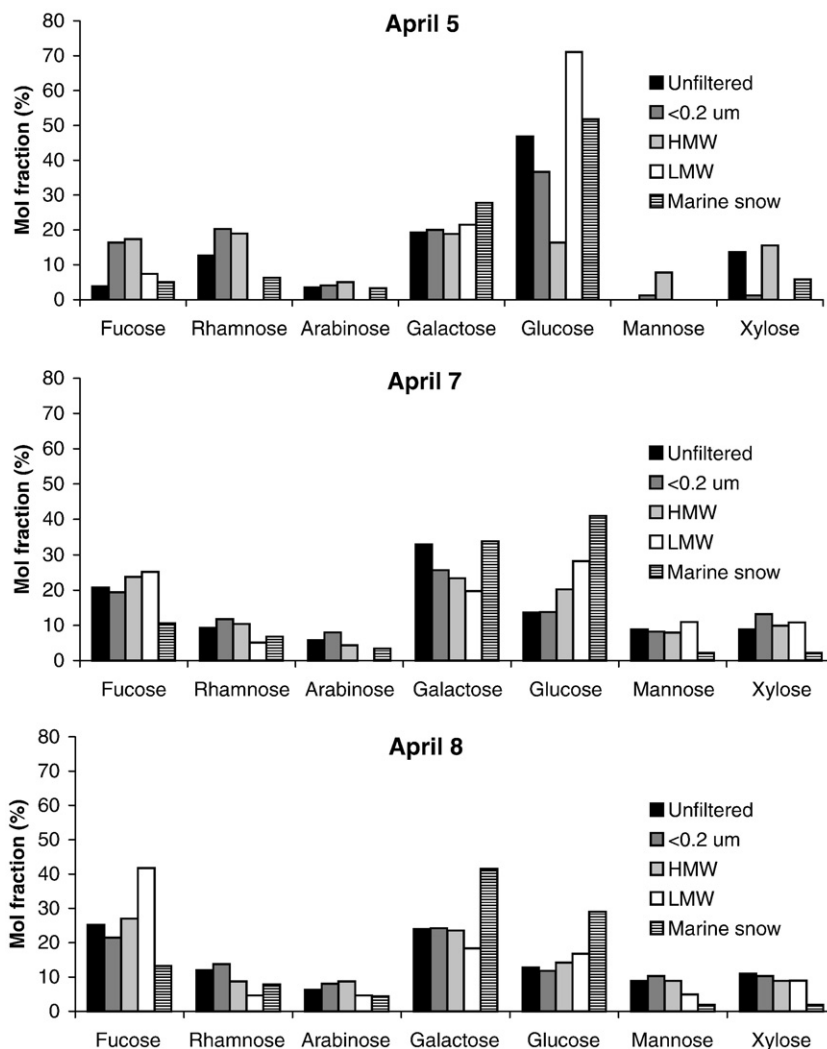 April 5
80
70
60
50
40
30
20
10
0
Mol fraction (%)
Unfiltered
<0.2 um
HMW
LMW
Marine snow
Fucose Rhamnose Arabinose Galactose Glucose Mannose Xylose
April 7
80
70
60
50
40
30
20
10
0
Mol fraction (%)
Unfiltered
<0.2 um
HMW
LMW
Marine snow
Fucose Rhamnose Arabinose Galactose Glucose Mannose Xylose
April 8
80
70
60
50
40
30
20
10
0
Mol fraction (%)
Unfiltered
<0.2 um
HMW
LMW
Marine snow
Fucose Rhamnose Arabinose Galactose Glucose Mannose Xylose